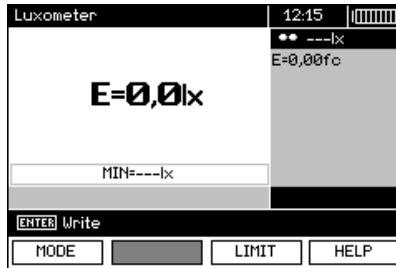 Luxometer
12:15
●● ---lx
E=0,00fc
E=0,0lx
MIN=---lx
ENTER Write
MODE
LIMIT
HELP